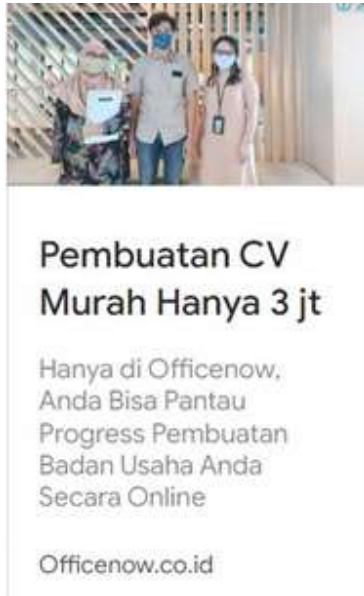 Pembuatan CV
Murah Hanya 3 jt
Hanya di Officenow,
Anda Bisa Pantau
Progress Pembuatan
Badan Usaha Anda
Secara Online
Officenow.co.id